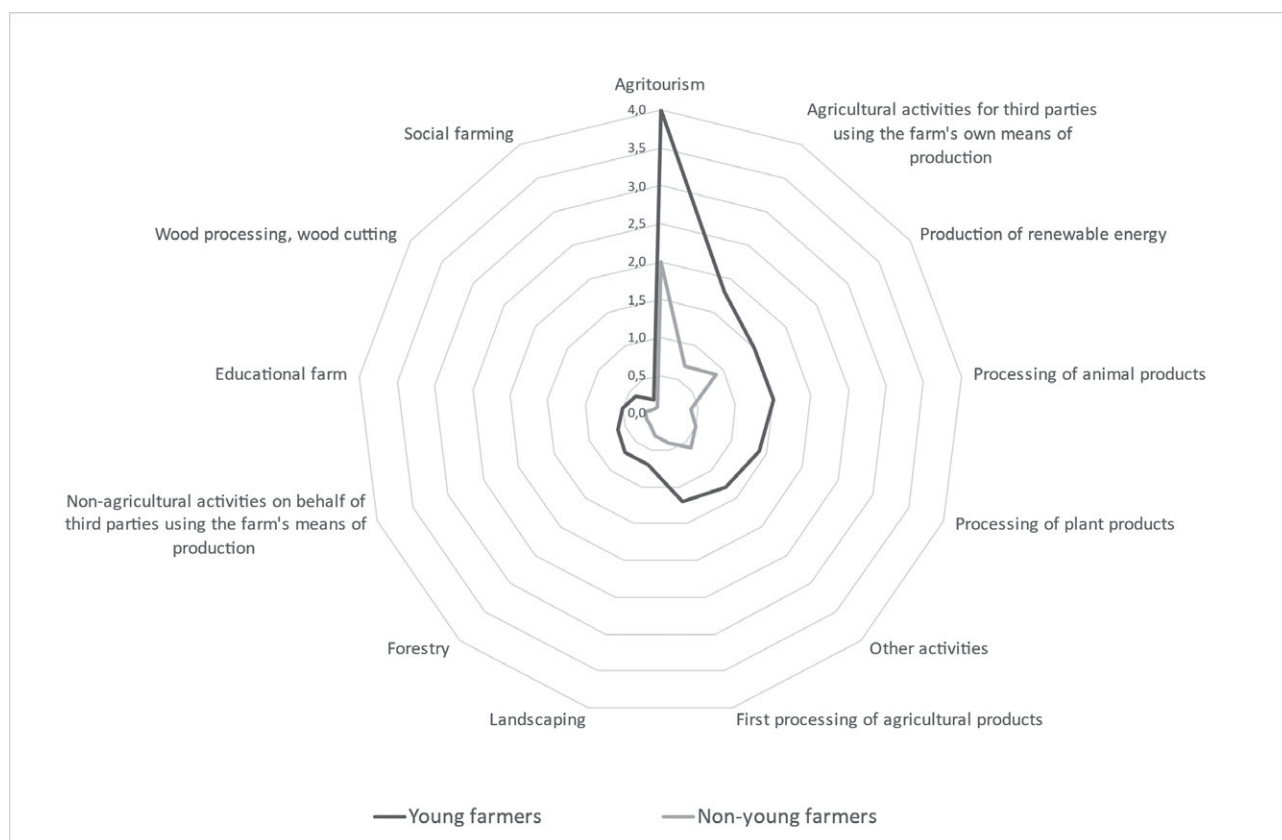 Agritourism
4,0
3,5
3,0
2,5
2,0
1,5
1,0
0,5
0,0
Agricultural activities for third parties
using the farm's own means of
production
Production of renewable energy
Processing of animal products
Processing of plant products
Other activities
First processing of agricultural products
Landscaping
Forestry
Non-agricultural activities on behalf of
third parties using the farm's means of
production
Educational farm
Wood processing, wood cutting
Social farming
Young farmers
Non-young farmers